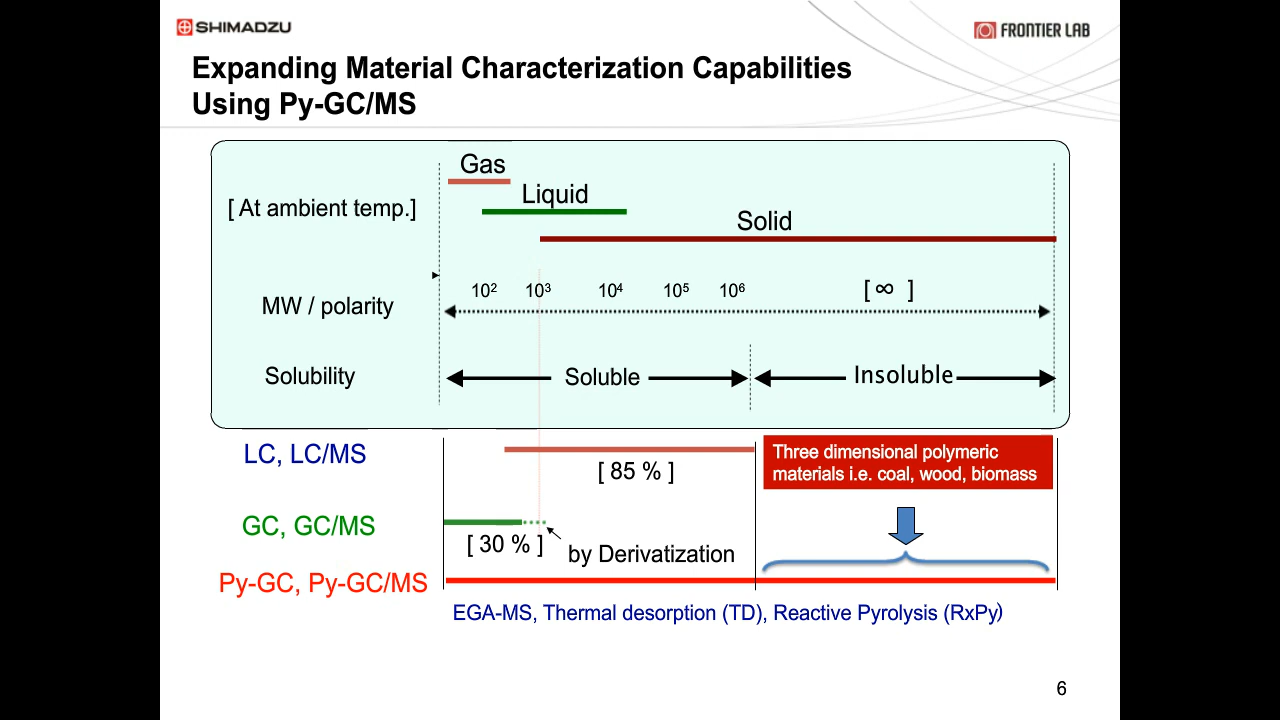 SHIMADZU
FRONTIER LAB
Expanding Material Characterization Capabilities
Using Py-GC/MS
Gas
[ At ambient temp.]
Liquid
Solid
MW / polarity
10² 10³ 10⁴ 10⁵ 10⁶ [ ∞ ]
Solubility
Soluble
Insoluble
LC, LC/MS
[ 85 % ]
Three dimensional polymeric
materials i.e. coal, wood, biomass
GC, GC/MS
[ 30 % ]
by Derivatization
Py-GC, Py-GC/MS
EGA-MS, Thermal desorption (TD), Reactive Pyrolysis (RxPy)
6